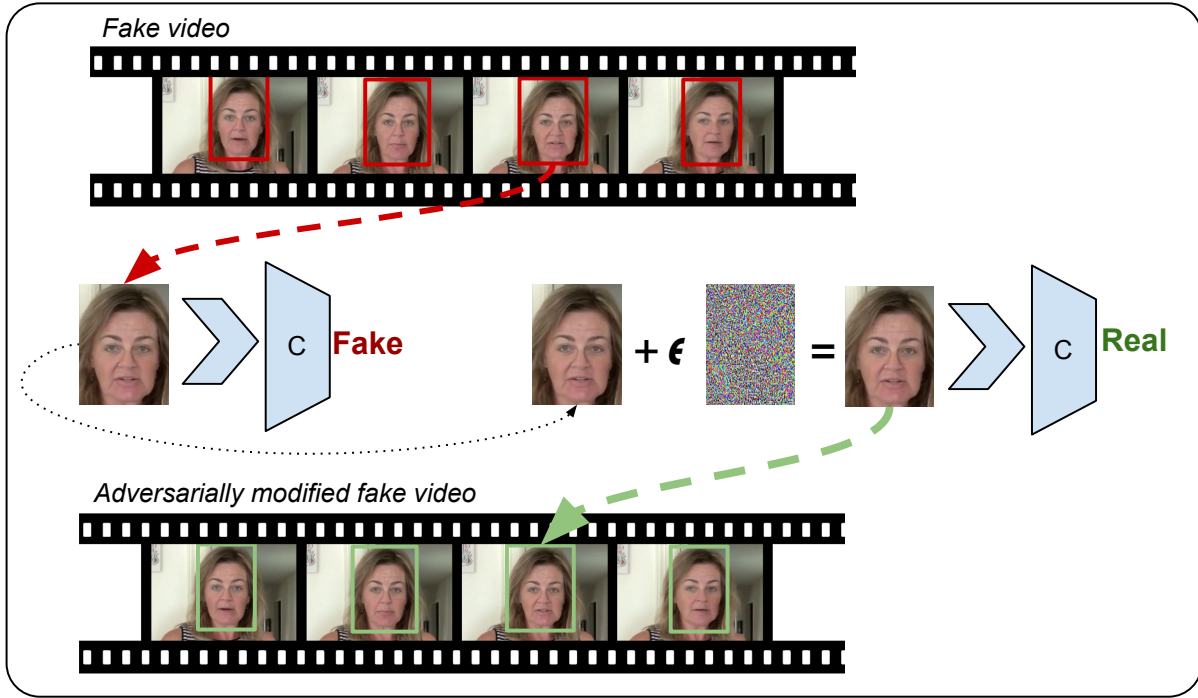 Fake video
C
Fake
+ ϵ
=
C
Real
Adversarially modified fake video